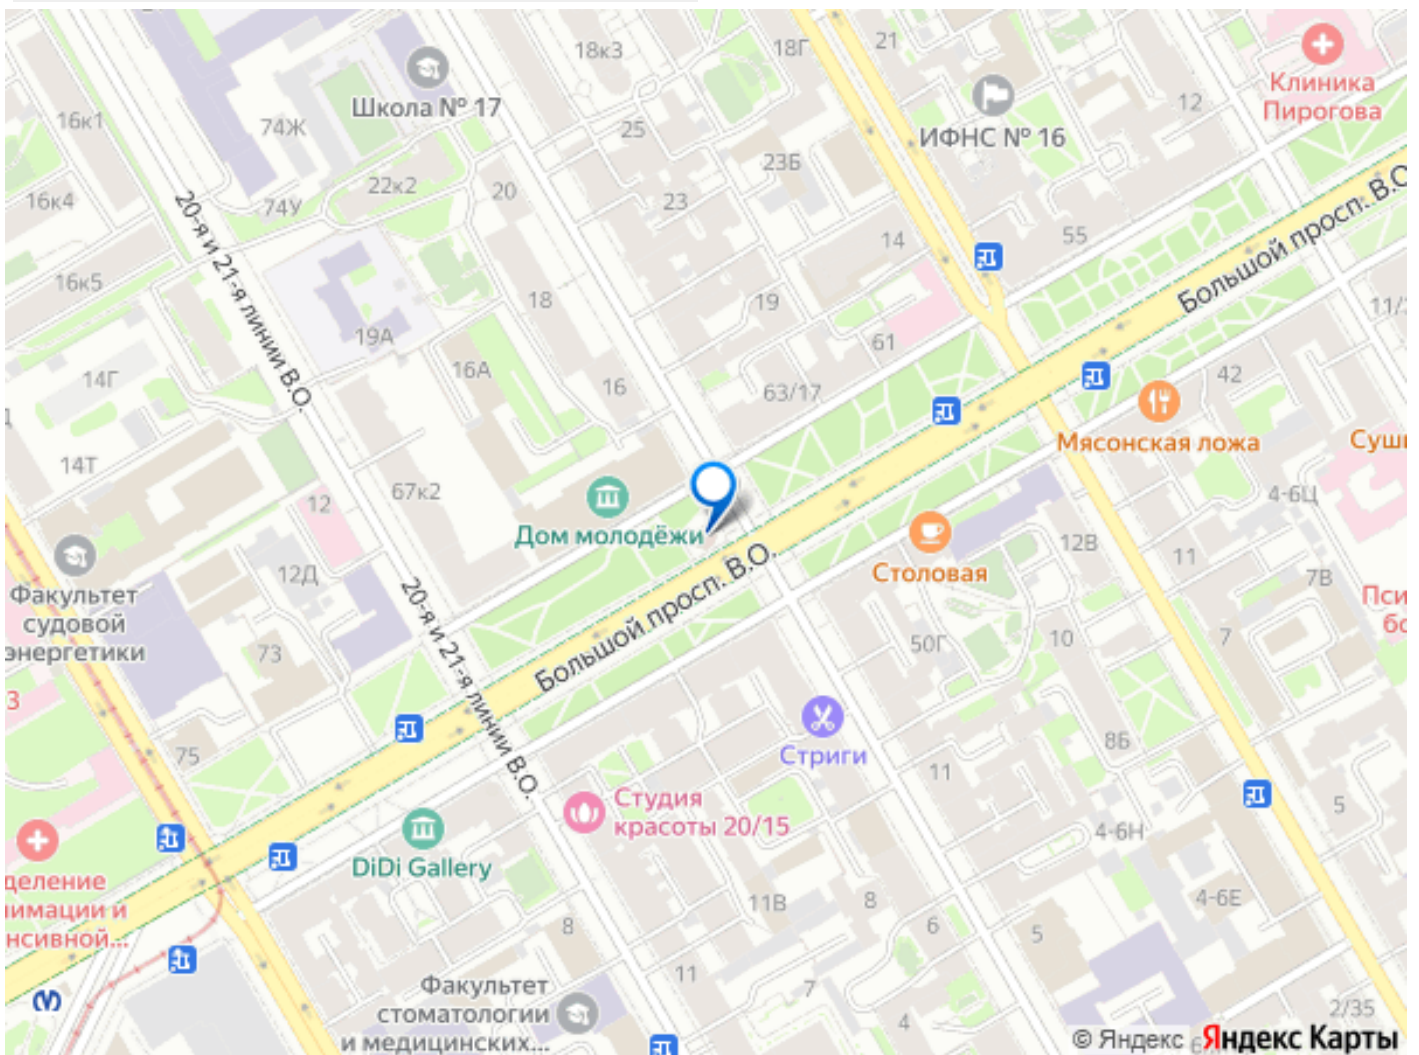 18к3
18Г
21
Клиника
Пирогова
Школа № 17
16к1
74Ж
25
12
ИФНС № 16
23Б
22к2
20
16к4
74У
23
20-я и 21-я линии В.О.
14
55
Большой просп. В.О.
16к5
18
19
11/3
19А
61
16А
14Г
16
63/17
42
Мясонская ложа
Суши
14Т
67к2
4-6Ц
12
Дом молодёжи
12В
11
Столовая
7В
Факультет
судовой
энергетики
12Д
20-я и 21-я линии В.О.
Большой просп. В.О.
73
50Г
10
7
3
75
Стриги
8Б
11
Студия
красоты 20/15
5
4-6Н
DiDi Gallery
11В
8
4-6Е
8
6
5
11
Факультет
стоматологии
и медицинских...
7
4
2/35
© Яндекс
6
Яндекс Карты